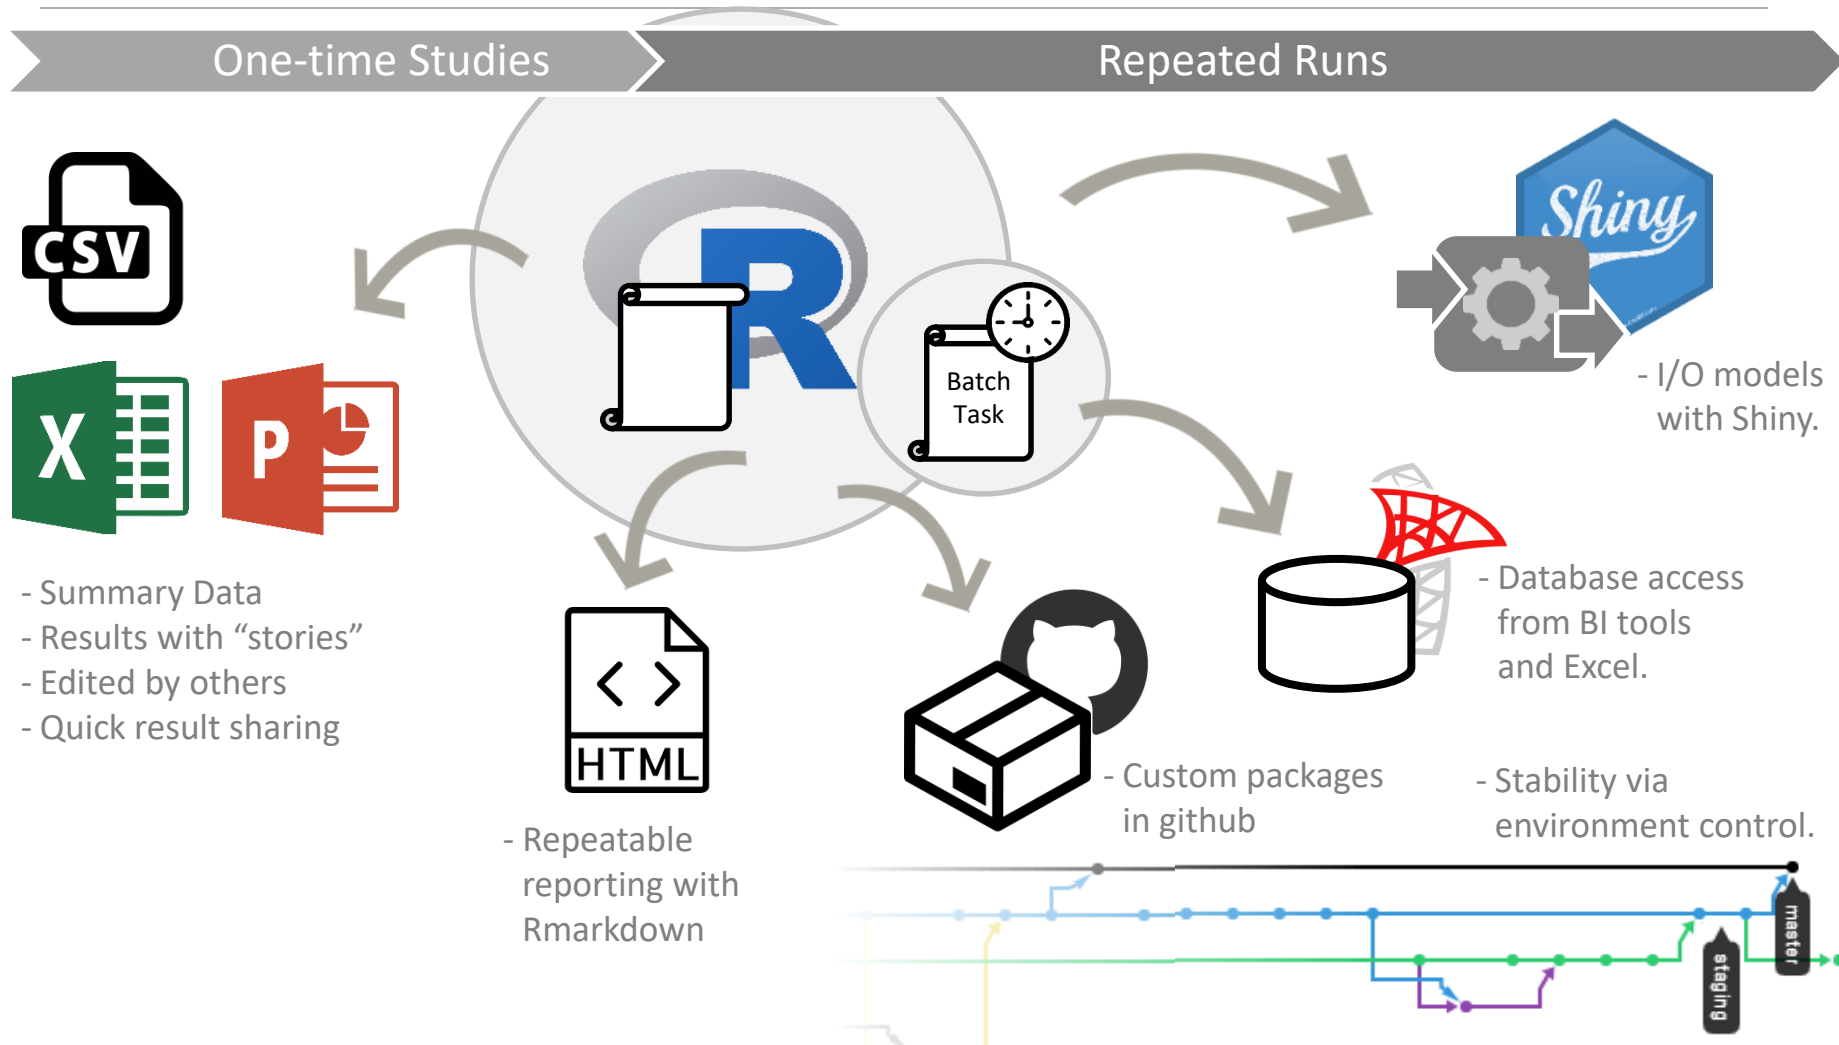 One-time Studies
Repeated Runs
CSV
X
P
- Summary Data
- Results with “stories”
- Edited by others
- Quick result sharing
R
Batch
Task
HTML
- Repeatable
reporting with
Rmarkdown
- Custom packages
in github
Shiny
- I/O models
with Shiny.
- Database access
from BI tools
and Excel.
- Stability via
environment control.
master
staging